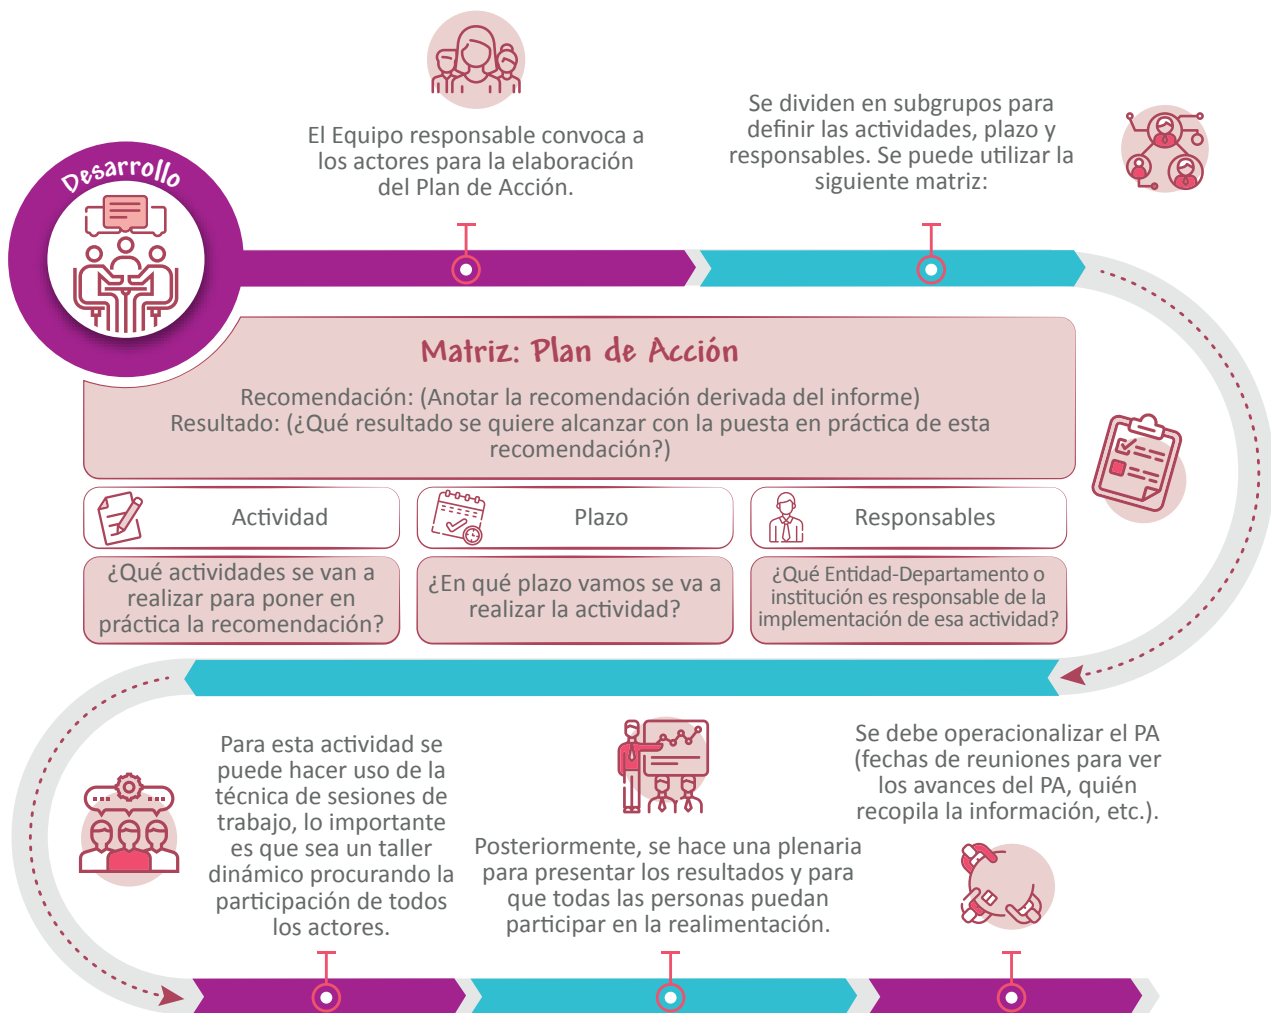 Desarrollo
El Equipo responsable convoca a
los actores para la elaboración
del Plan de Acción.
Se dividen en subgrupos para
definir las actividades, plazo y
responsables. Se puede utilizar la
siguiente matriz:
Matriz: Plan de Acción
Recomendación: (Anotar la recomendación derivada del informe)
Resultado: (¿Qué resultado se quiere alcanzar con la puesta en práctica de esta
recomendación?)
Actividad
Plazo
Responsables
¿Qué actividades se van a
realizar para poner en
práctica la recomendación?
¿En qué plazo vamos se va a
realizar la actividad?
¿Qué Entidad-Departamento o
institución es responsable de la
implementación de esa actividad?
Para esta actividad se
puede hacer uso de la
técnica de sesiones de
trabajo, lo importante
es que sea un taller
dinámico procurando la
participación de todos
los actores.
Posteriormente, se hace una plenaria
para presentar los resultados y para
que todas las personas puedan
participar en la realimentación.
Se debe operacionalizar el PA
(fechas de reuniones para ver
los avances del PA, quién
recopila la información, etc.).